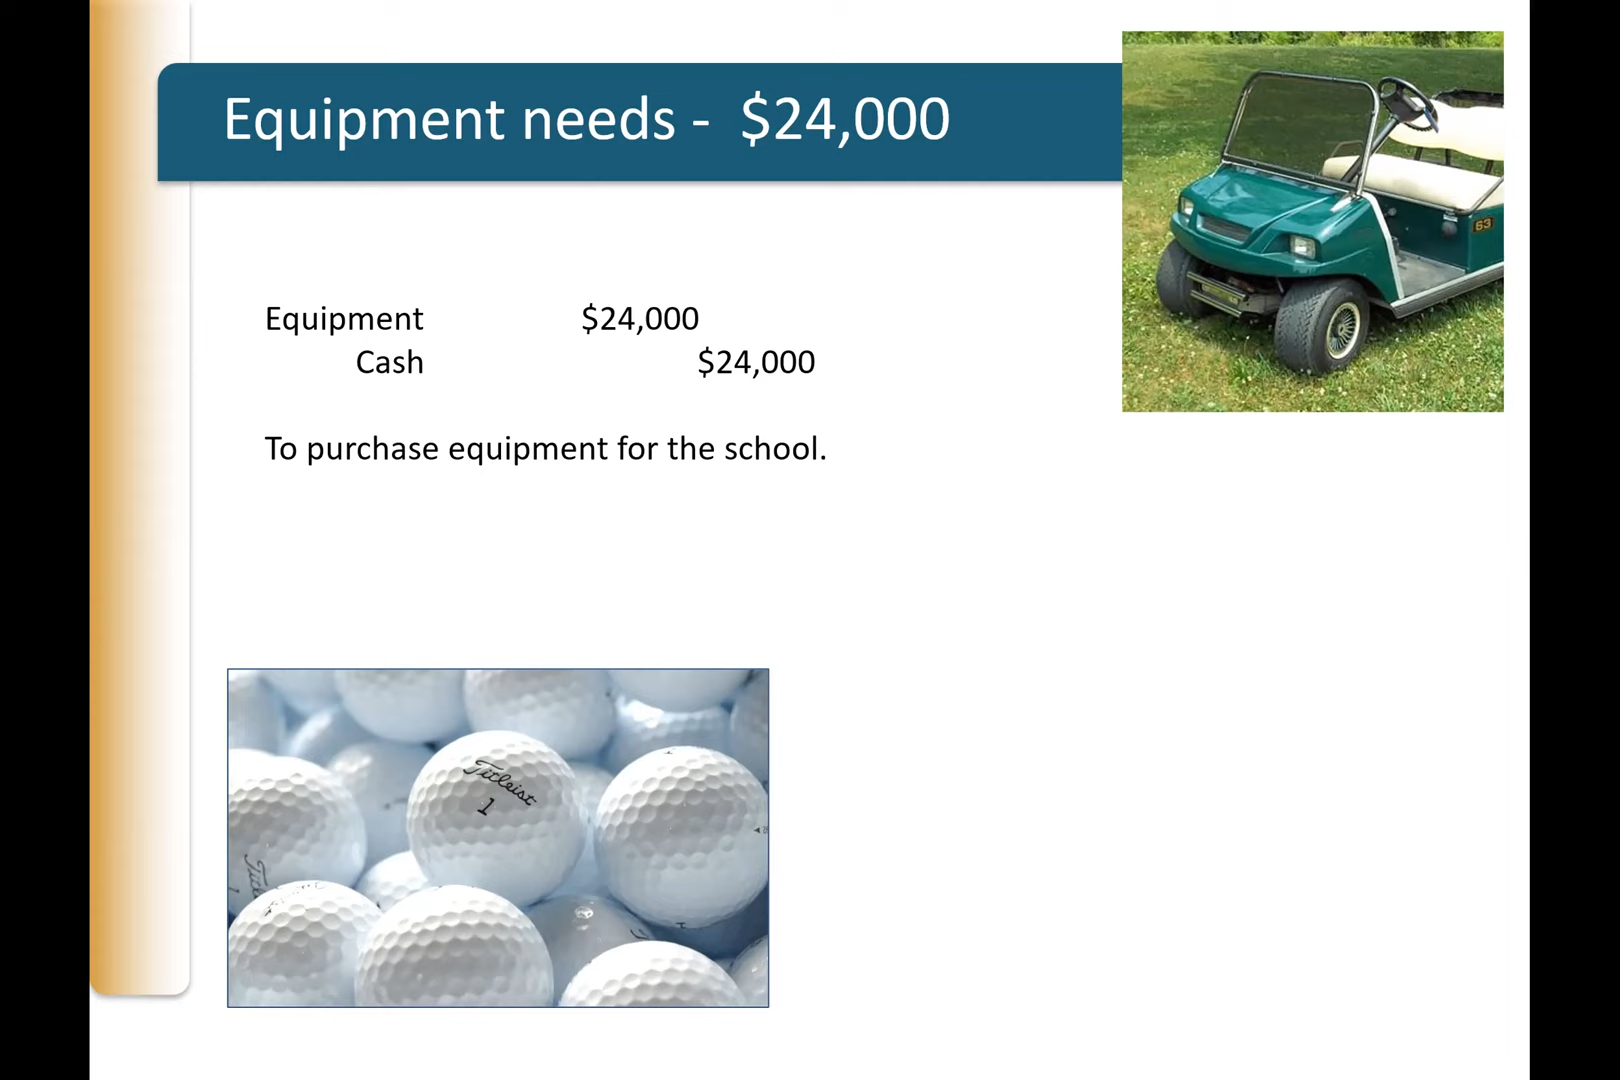 Equipment needs - $24,000
63
Equipment $24,000
Cash $24,000
To purchase equipment for the school.
Titleist
1